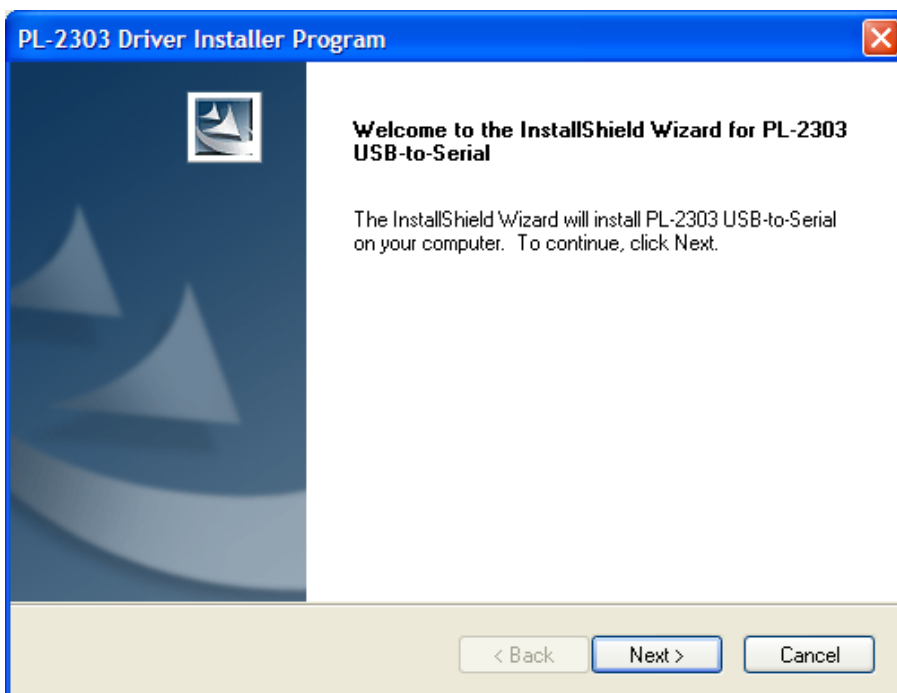 PL-2303 Driver Installer Program
Welcome to the InstallShield Wizard for PL-2303
USB-to-Serial
The InstallShield Wizard will install PL-2303 USB-to-Serial
on your computer.  To continue, click Next.
< Back
Next >
Cancel